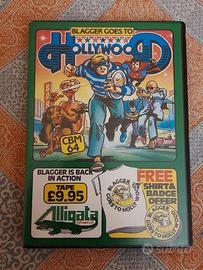 BLAGGER GOES TO
HOLLYWOOD
CBM
64
BLAGGER IS BACK
IN ACTION
TAPE
£9.95
Alligata
FREE
SHIRT &
BADGE
OFFER